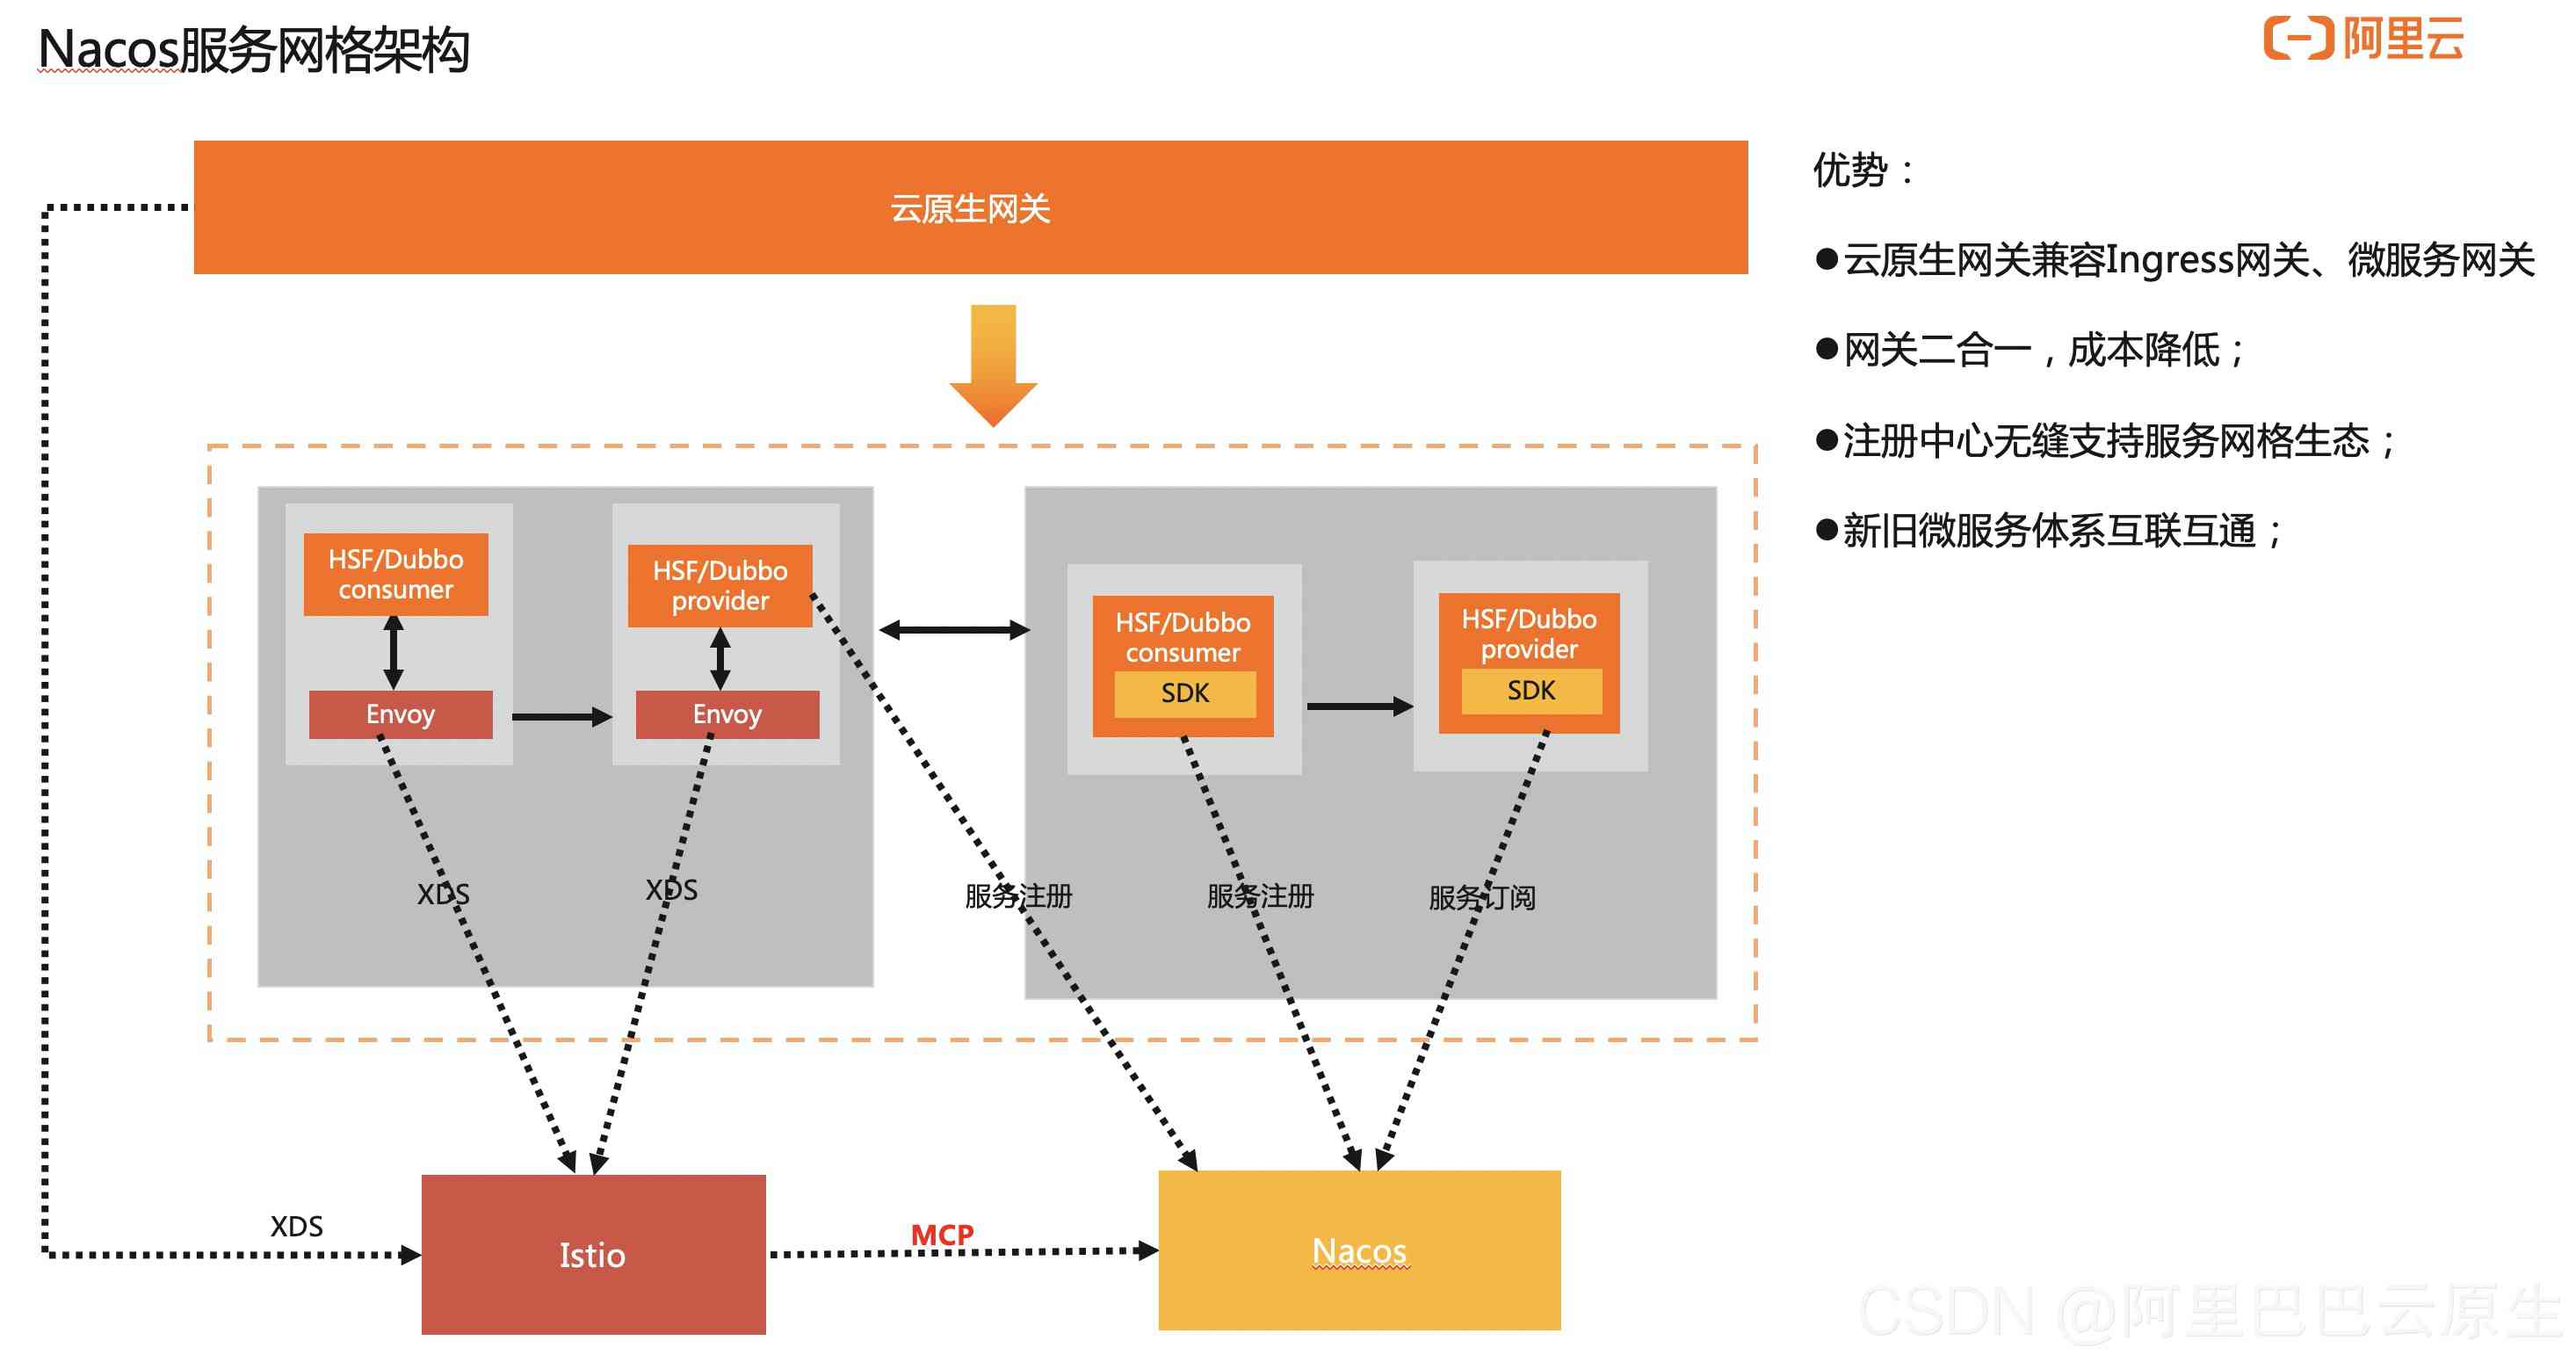 Nacos服务网格架构
阿里云
云原生网关
优势：
●云原生网关兼容Ingress网关、微服务网关
●网关二合一，成本降低；
●注册中心无缝支持服务网格生态；
●新旧微服务体系互联互通；
HSF/Dubbo
consumer
Envoy
HSF/Dubbo
provider
Envoy
HSF/Dubbo
consumer
SDK
HSF/Dubbo
provider
SDK
XDS
XDS
服务注册
服务注册
服务订阅
XDS
Istio
MCP
Nacos
CSDN @阿里巴巴云原生